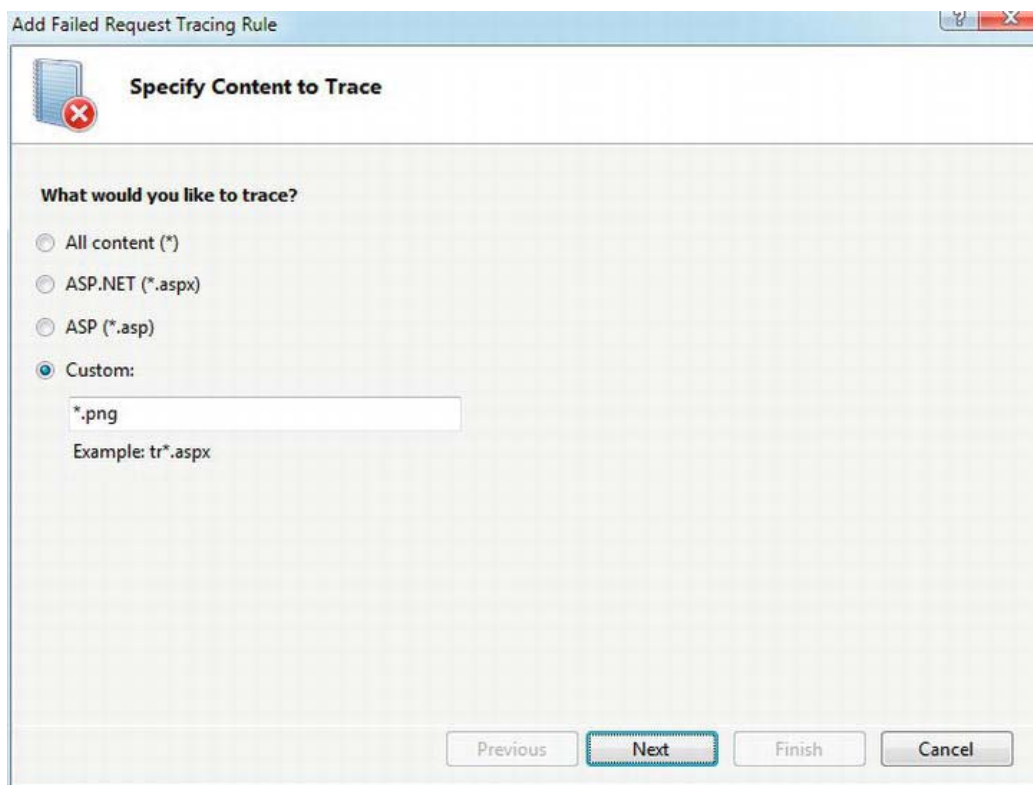 Add Failed Request Tracing Rule
Specify Content to Trace
What would you like to trace?
All content (*)
ASP.NET (*.aspx)
ASP (*.asp)
Custom:
*.png
Example: tr*.aspx
Previous Next Finish Cancel